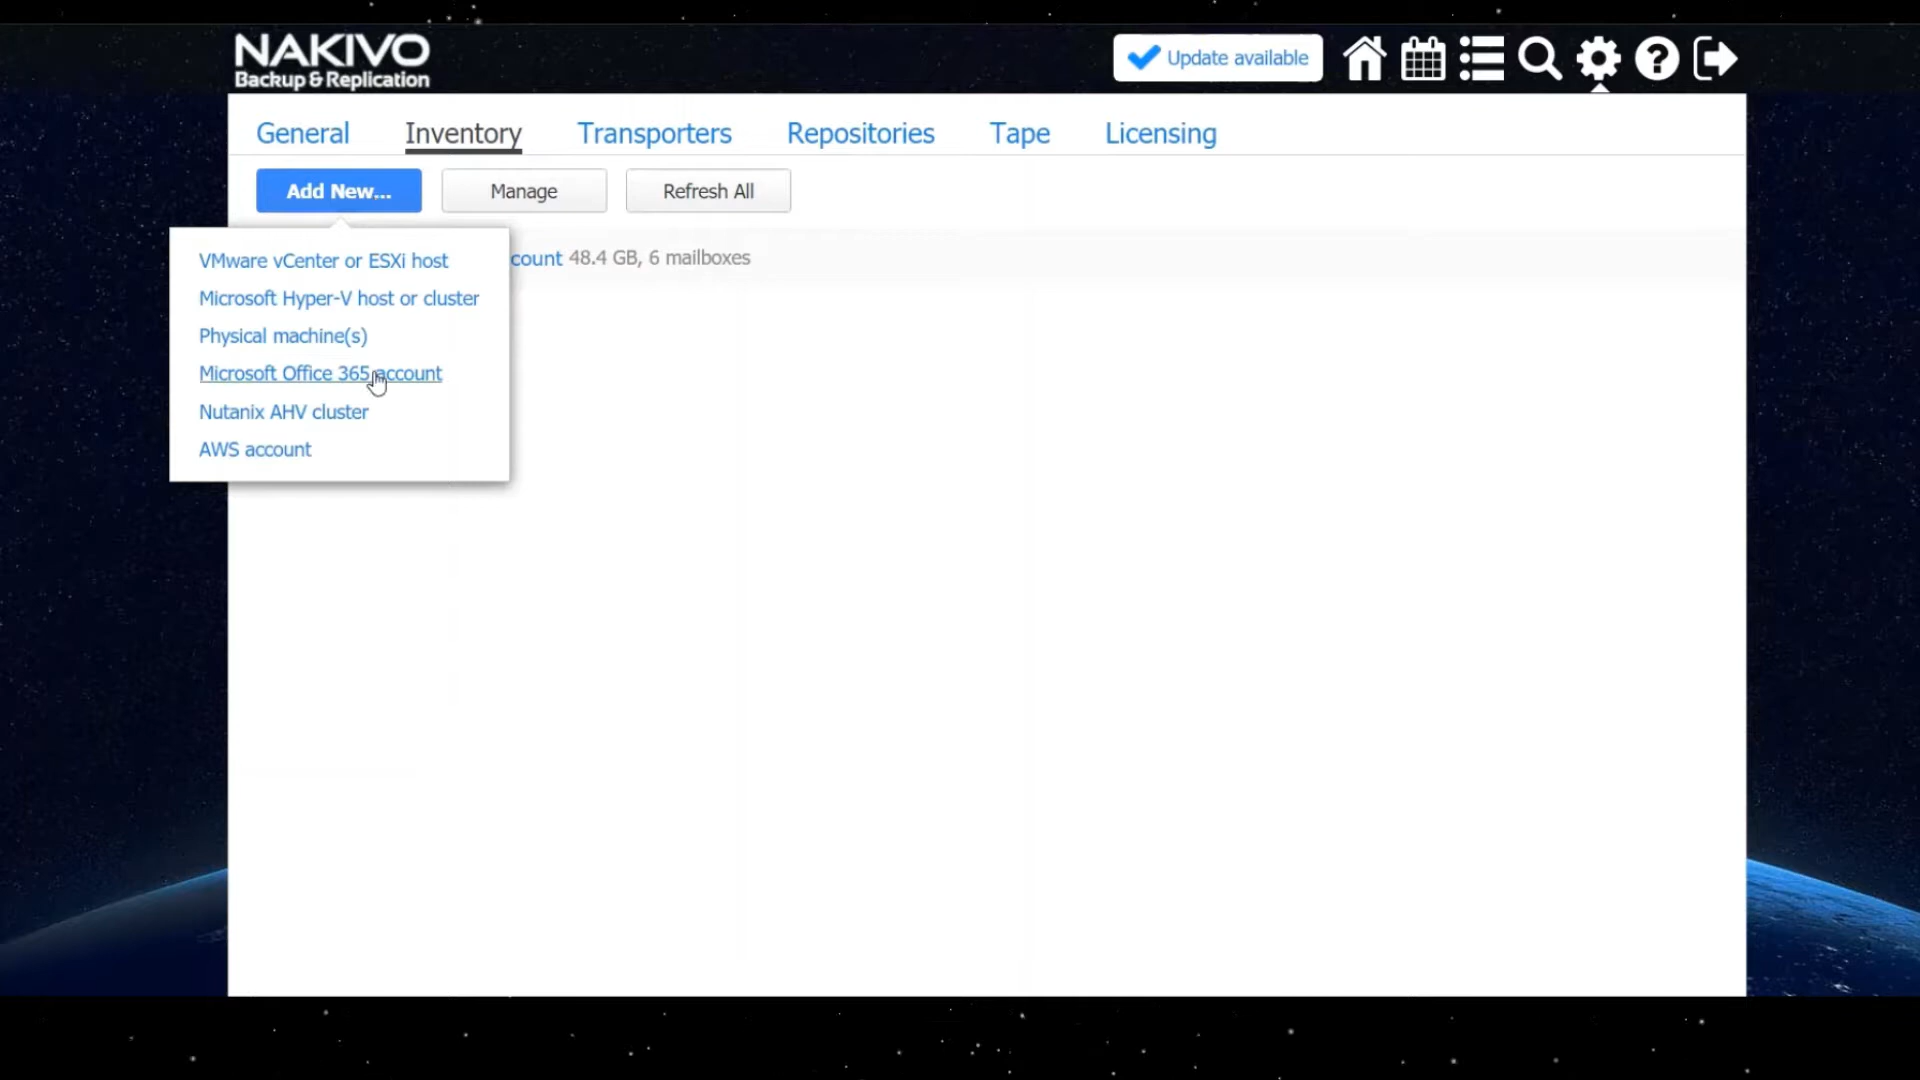 NAKIVO
Backup & Replication
Update available
General Inventory Transporters Repositories Tape Licensing
Add New... Manage Refresh All
count 48.4 GB, 6 mailboxes
VMware vCenter or ESXi host
Microsoft Hyper-V host or cluster
Physical machine(s)
Microsoft Office 365 account
Nutanix AHV cluster
AWS account